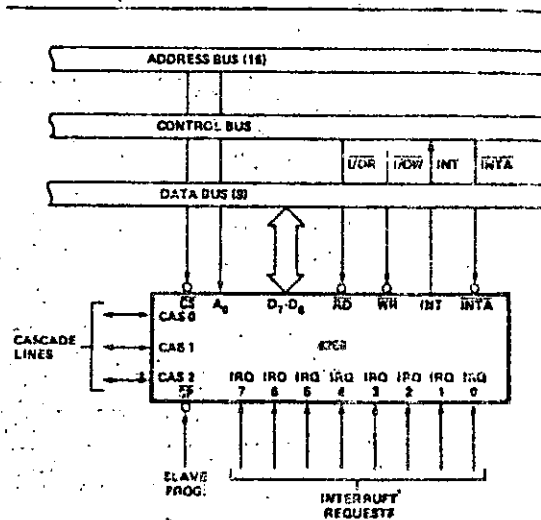 ADDRESS BUS (16)
CONTROL BUS
I/OR I/OW INT INTA
DATA BUS (8)
CS A0 D7-D0 RD WR INT INTA
CAS 0
CASCADE LINES
CAS 1
CAS 2
SP
IRQ IRQ IRQ IRQ IRQ IRQ IRQ IRQ
7 6 5 4 3 2 1 0
SLAVE PROG.
INTERRUPT
REQUESTS